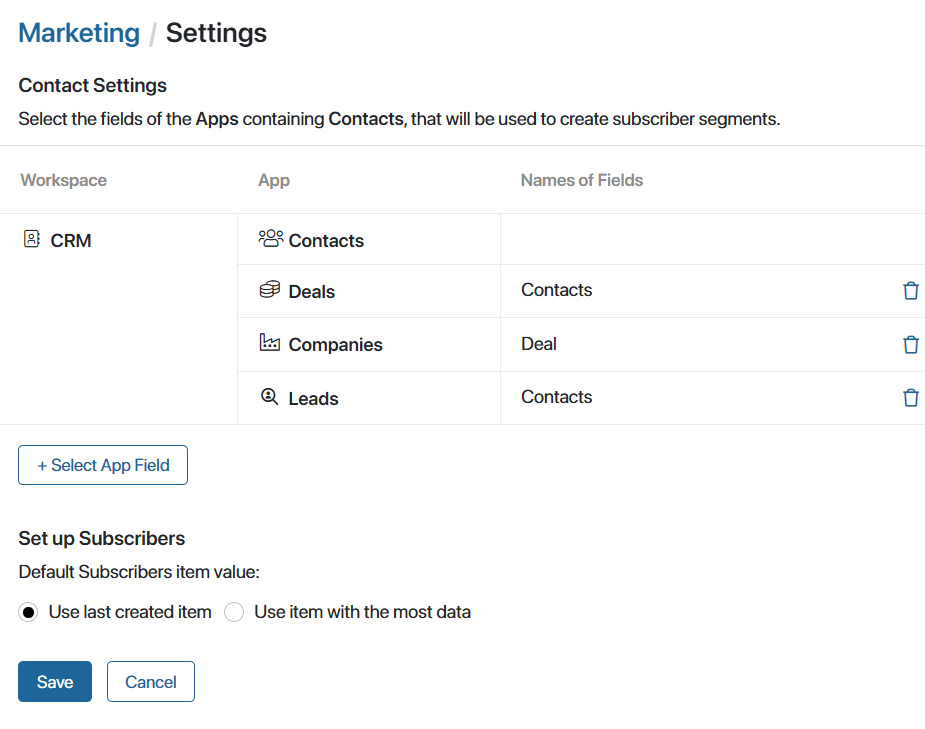 Marketing / Settings
Contact Settings
Select the fields of the Apps containing Contacts, that will be used to create subscriber segments.
Workspace App Names of Fields
CRM Contacts
Deals Contacts
Companies Deal
Leads Contacts
+ Select App Field
Set up Subscribers
Default Subscribers item value:
Use last created item Use item with the most data
Save Cancel